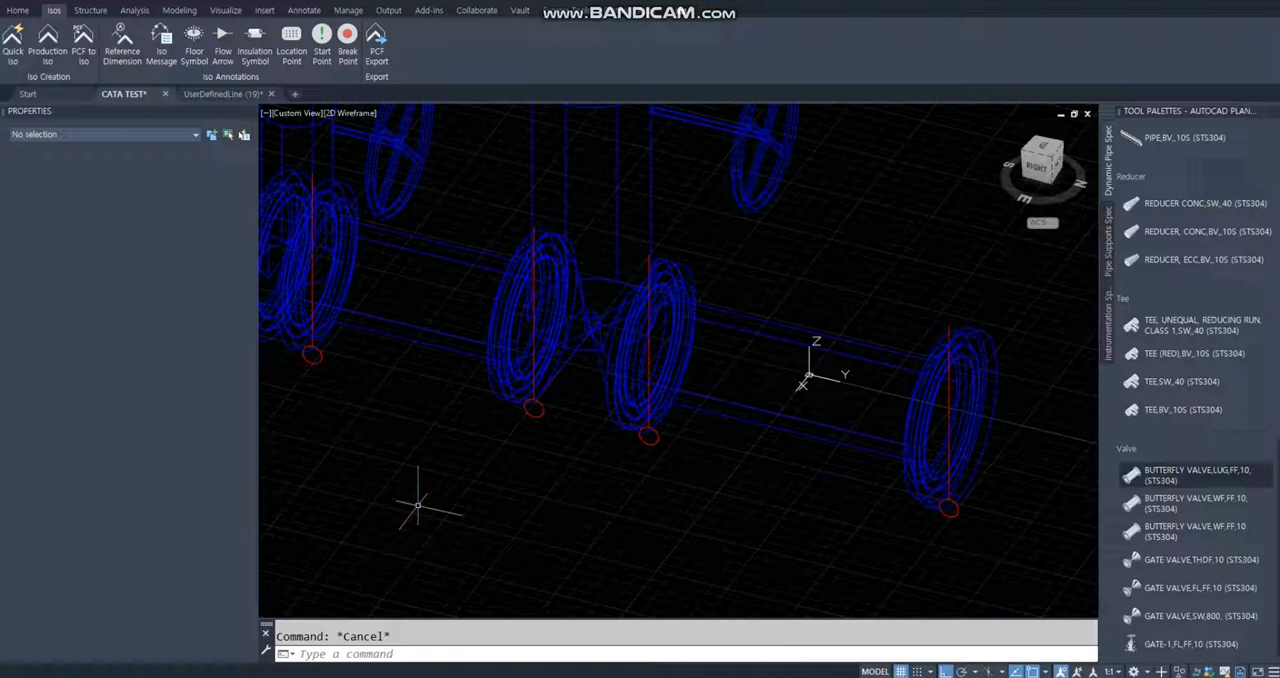 www.BANDICAM.com
Home Isos Structure Analysis Modeling Visualize Insert Annotate Manage Output Add-ins Collaborate Vault
Quick Iso
Production Iso
PCF to Iso
Reference Dimension
Iso Message
Floor Symbol
Flow Arrow
Insulation Symbol
Location Point
Start Point
Break Point
PCF Export
Iso Creation
Iso Annotations
Export
Start
CATA TEST*
UserDefinedLine (19)*
PROPERTIES
No selection
[−][Custom View][2D Wireframe]
RIGHT
S
N
E
WCS
Z
Y
X
TOOL PALETTES - AUTOCAD PLAN...
Dynamic Pipe Spec
Pipe Supports Spec
Instrumentation Sp...
PIPE,BV,,10S (STS304)
Reducer
REDUCER CONC,SW,,40 (STS304)
REDUCER, CONC,BV,,10S (STS304)
REDUCER, ECC,BV,,10S (STS304)
Tee
TEE, UNEQUAL, REDUCING RUN,
CLASS 1,SW,,40 (STS304)
TEE (RED),BV,,10S (STS304)
TEE,SW,,40 (STS304)
TEE,BV,,10S (STS304)
Valve
BUTTERFLY VALVE,LUG,FF,10,
(STS304)
BUTTERFLY VALVE,WF,FF,10,
(STS304)
BUTTERFLY VALVE,WF,FF,10
(STS304)
GATE VALVE,THDF,10 (STS304)
GATE VALVE,FL,FF,10 (STS304)
GATE VALVE,SW,800, (STS304)
GATE-1,FL,FF,10 (STS304)
Command: *Cancel*
Type a command
MODEL
1:1